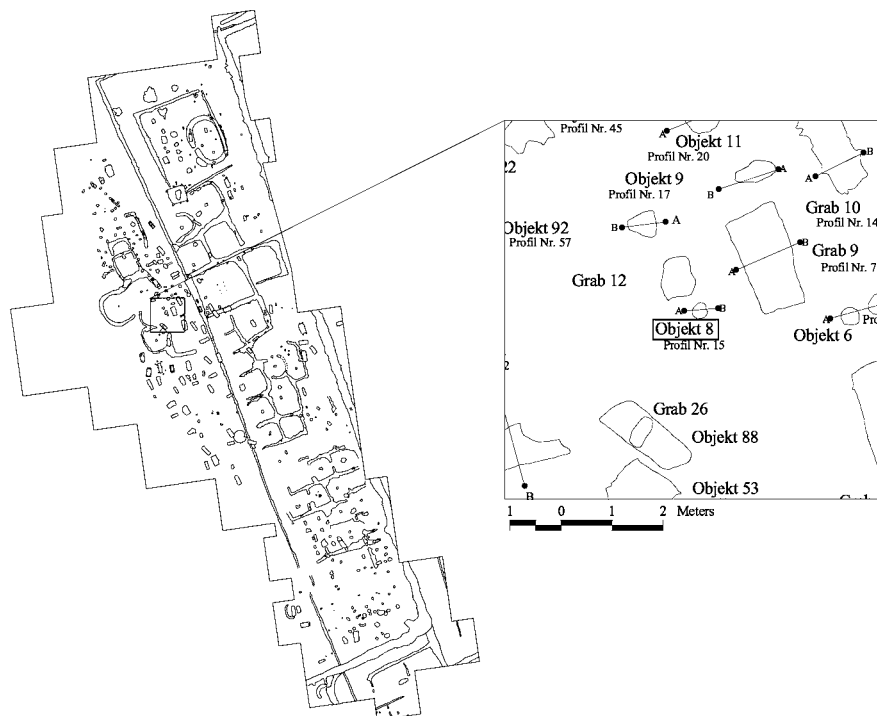 Profil Nr. 45
A
Objekt 11
Profil Nr. 20
B
22
Objekt 9
A
A
Profil Nr. 17
B
Grab 10
Objekt 92
B
A
Profil Nr. 14
Profil Nr. 57
B
Grab 9
Profil Nr. 7
Grab 12
A
A
B
Objekt 8
A
Objekt 6
Profil Nr. 15
Grab 26
Objekt 88
B
Objekt 53
1 0 1 2 Meters